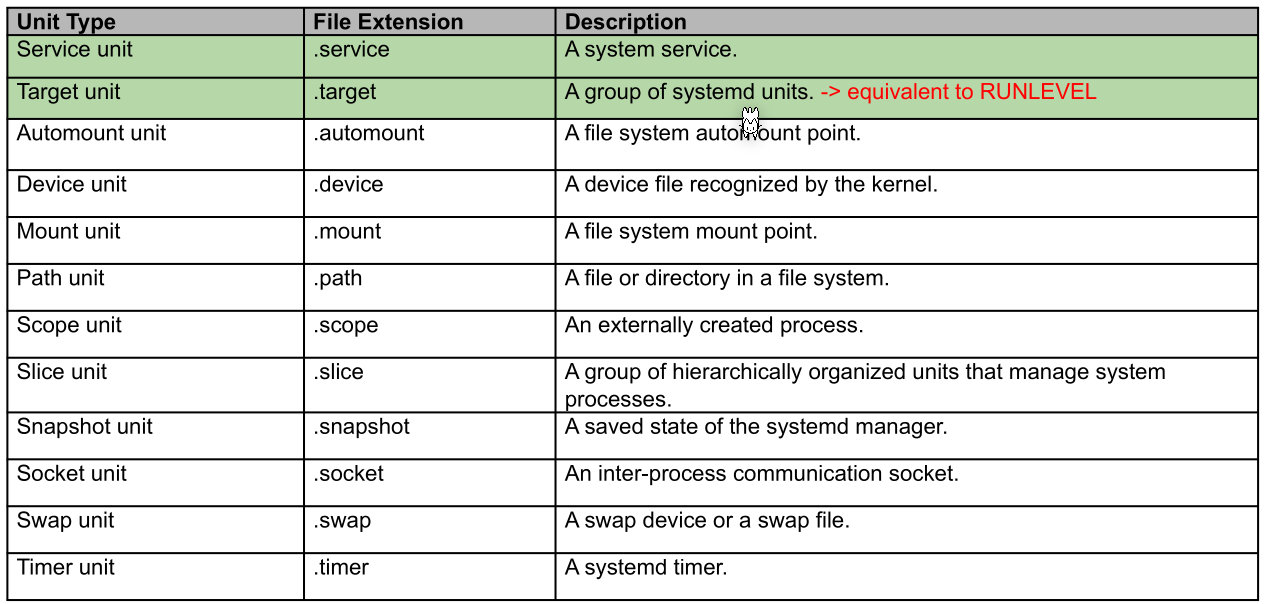 Unit Type File Extension Description
Service unit .service A system service.
Target unit .target A group of systemd units. -> equivalent to RUNLEVEL
Automount unit .automount A file system automount point.
Device unit .device A device file recognized by the kernel.
Mount unit .mount A file system mount point.
Path unit .path A file or directory in a file system.
Scope unit .scope An externally created process.
Slice unit .slice A group of hierarchically organized units that manage system
processes.
Snapshot unit .snapshot A saved state of the systemd manager.
Socket unit .socket An inter-process communication socket.
Swap unit .swap A swap device or a swap file.
Timer unit .timer A systemd timer.